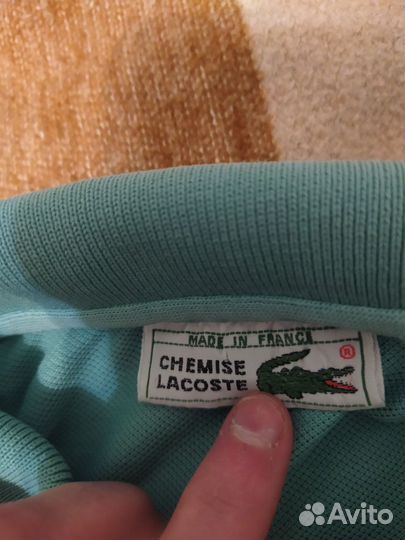 MADE IN FRANCE
CHEMISE
LACOSTE
®
Avito